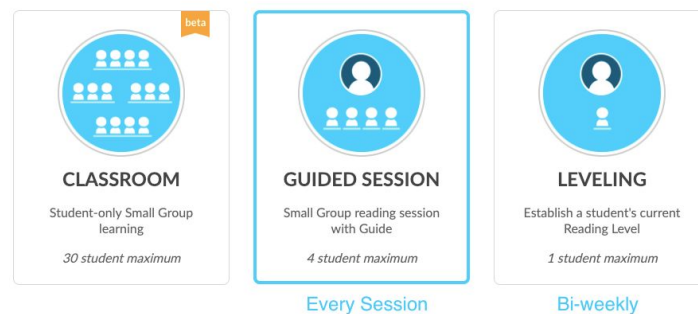 beta
CLASSROOM
Student-only Small Group
learning
30 student maximum
GUIDED SESSION
Small Group reading session
with Guide
4 student maximum
Every Session
LEVELING
Establish a student's current
Reading Level
1 student maximum
Bi-weekly